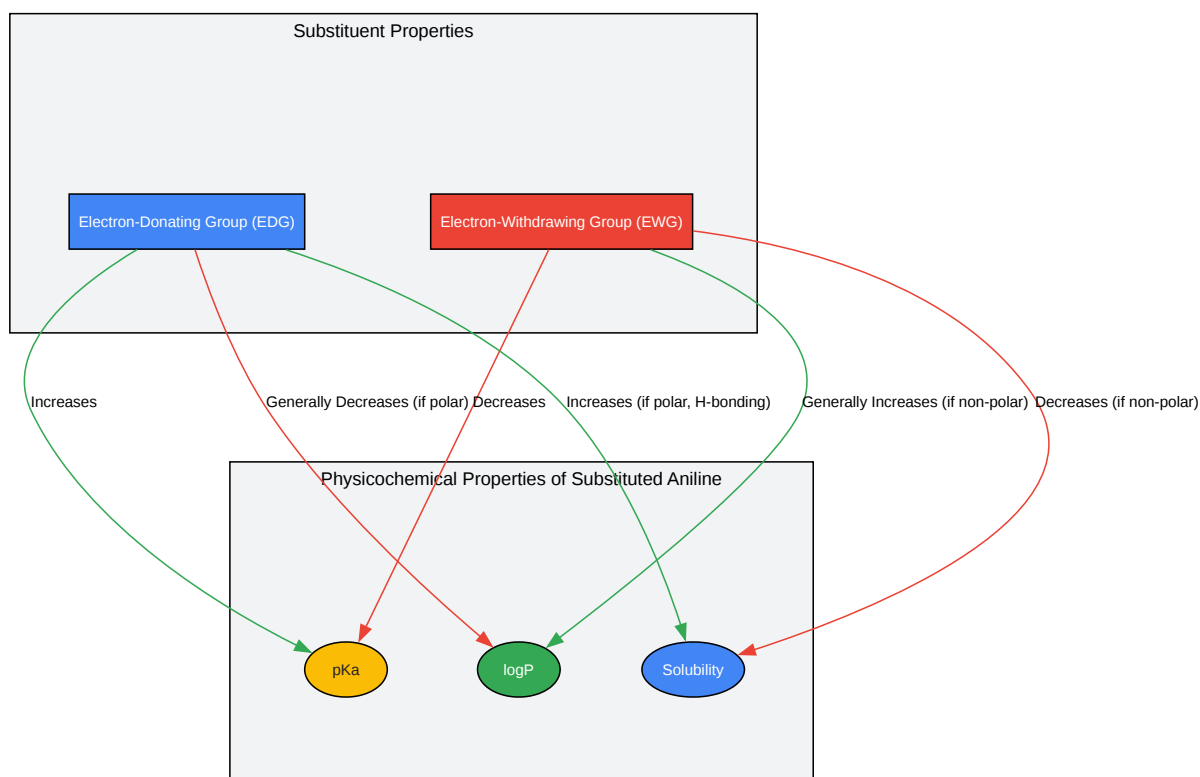 Substituent Properties
Electron-Donating Group (EDG)
Electron-Withdrawing Group (EWG)
Increases
Generally Decreases (if polar)
Decreases
Increases (if polar, H-bonding)
Generally Increases (if non-polar)
Decreases (if non-polar)
Physicochemical Properties of Substituted Aniline
pKa
logP
Solubility